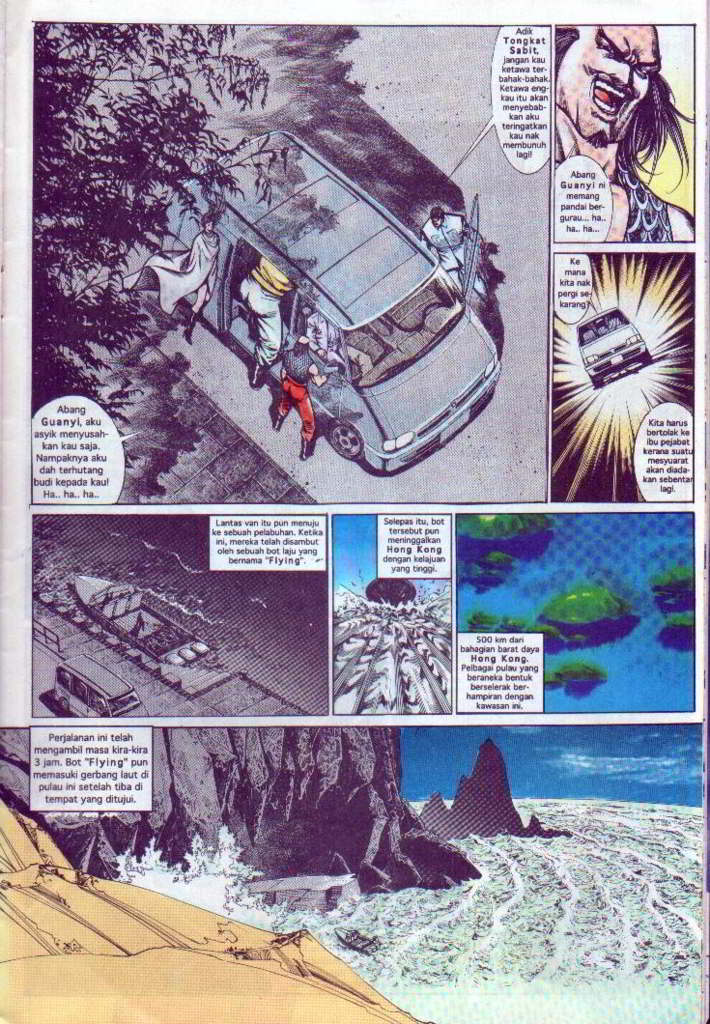 Adik
Tongkat
Sabit,
jangan kau
ketawa ter-
bahak-bahak.
Ketawa eng-
kau itu akan
menyebab-
kan aku
teringatkan
kau nak
membunuh
lagi!
Abang
Guanyi ni
memang
pandai ber-
gurau... ha..
ha.. ha...
Abang
Guanyi, aku
asyik menyusah-
kan kau saja.
Nampaknya aku
dah terhutang
budi kepada kau!
Ha.. ha.. ha..
Ke
mana
kita nak
pergi se-
karang?
Kita harus
bertolak ke
ibu pejabat
kerana suatu
mesyuarat
akan diada-
kan sebentar
lagi.
Lantas van itu pun menuju
ke sebuah pelabuhan. Ketika
ini, mereka telah disambut
oleh sebuah bot laju yang
bernama "Flying".
Selepas itu, bot
tersebut pun
meninggalkan
Hong Kong
dengan kelajuan
yang tinggi.
500 km dari
bahagian barat daya
Hong Kong.
Pelbagai pulau yang
beraneka bentuk
berselerak ber-
hampiran dengan
kawasan ini.
Perjalanan ini telah
mengambil masa kira-kira
3 jam. Bot "Flying" pun
memasuki gerbang laut di
pulau ini setelah tiba di
tempat yang ditujui.